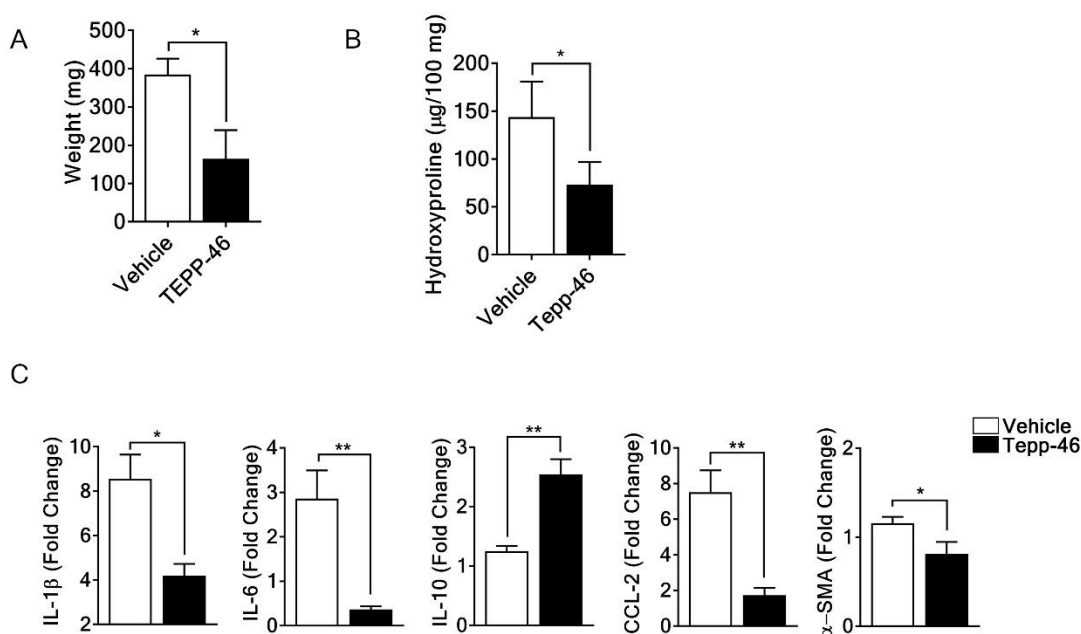 A
Weight (mg)
500
400
300
200
100
0
*
Vehicle
TEPP-46
B
Hydroxyproline (µg/100 mg)
200
150
100
50
0
*
Vehicle
Tepp-46
C
IL-1β (Fold Change)
10
8
6
4
2
*
IL-6 (Fold Change)
4
3
2
1
0
**
IL-10 (Fold Change)
3
2
1
0
**
CCL-2 (Fold Change)
10
8
6
4
2
0
**
α-SMA (Fold Change)
2
1
0
*
Vehicle
Tepp-46